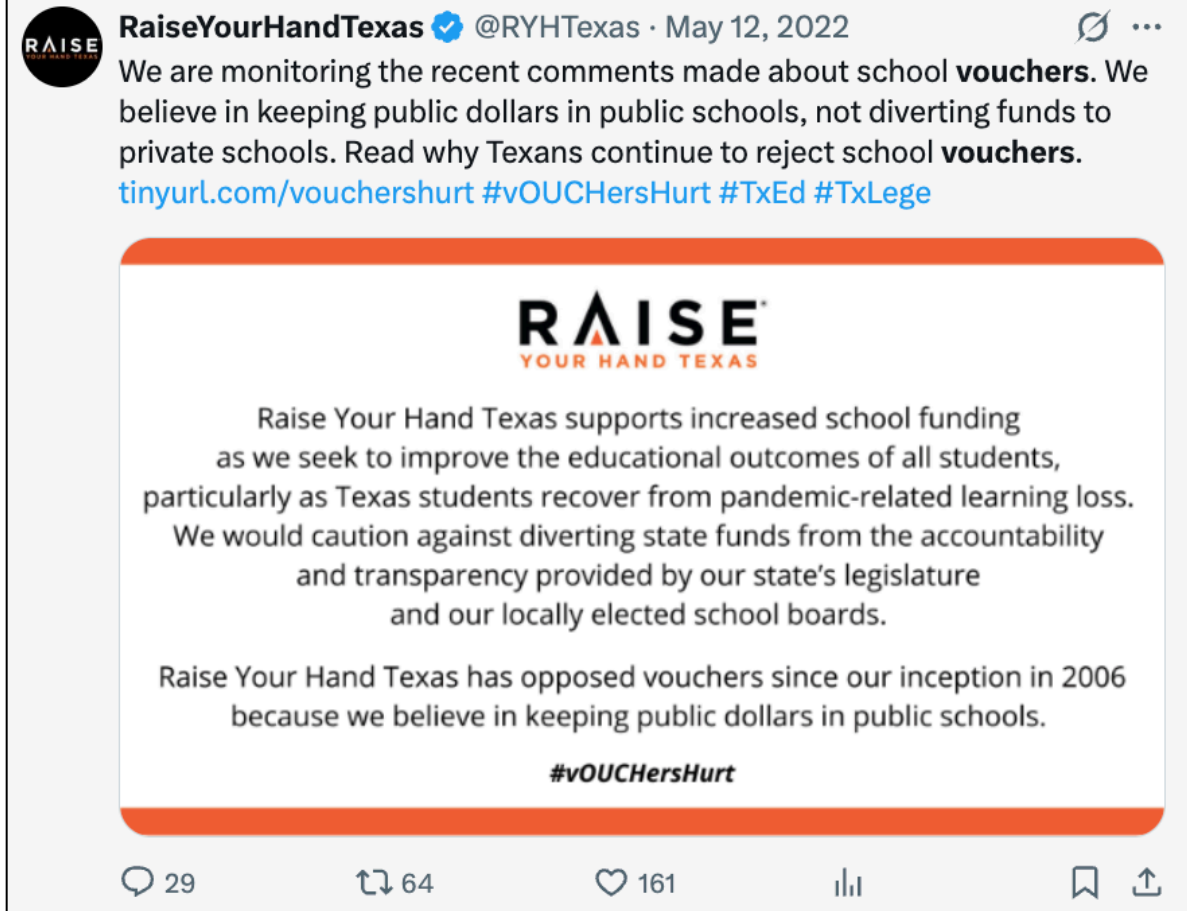 RAISE
YOUR HAND TEXAS
RaiseYourHandTexas @RYHTexas · May 12, 2022
We are monitoring the recent comments made about school vouchers. We
believe in keeping public dollars in public schools, not diverting funds to
private schools. Read why Texans continue to reject school vouchers.
tinyurl.com/vouchershurt #vOUCHersHurt #TxEd #TxLege
RAISE
YOUR HAND TEXAS
Raise Your Hand Texas supports increased school funding
as we seek to improve the educational outcomes of all students,
particularly as Texas students recover from pandemic-related learning loss.
We would caution against diverting state funds from the accountability
and transparency provided by our state's legislature
and our locally elected school boards.
Raise Your Hand Texas has opposed vouchers since our inception in 2006
because we believe in keeping public dollars in public schools.
#vOUCHersHurt
29 64 161